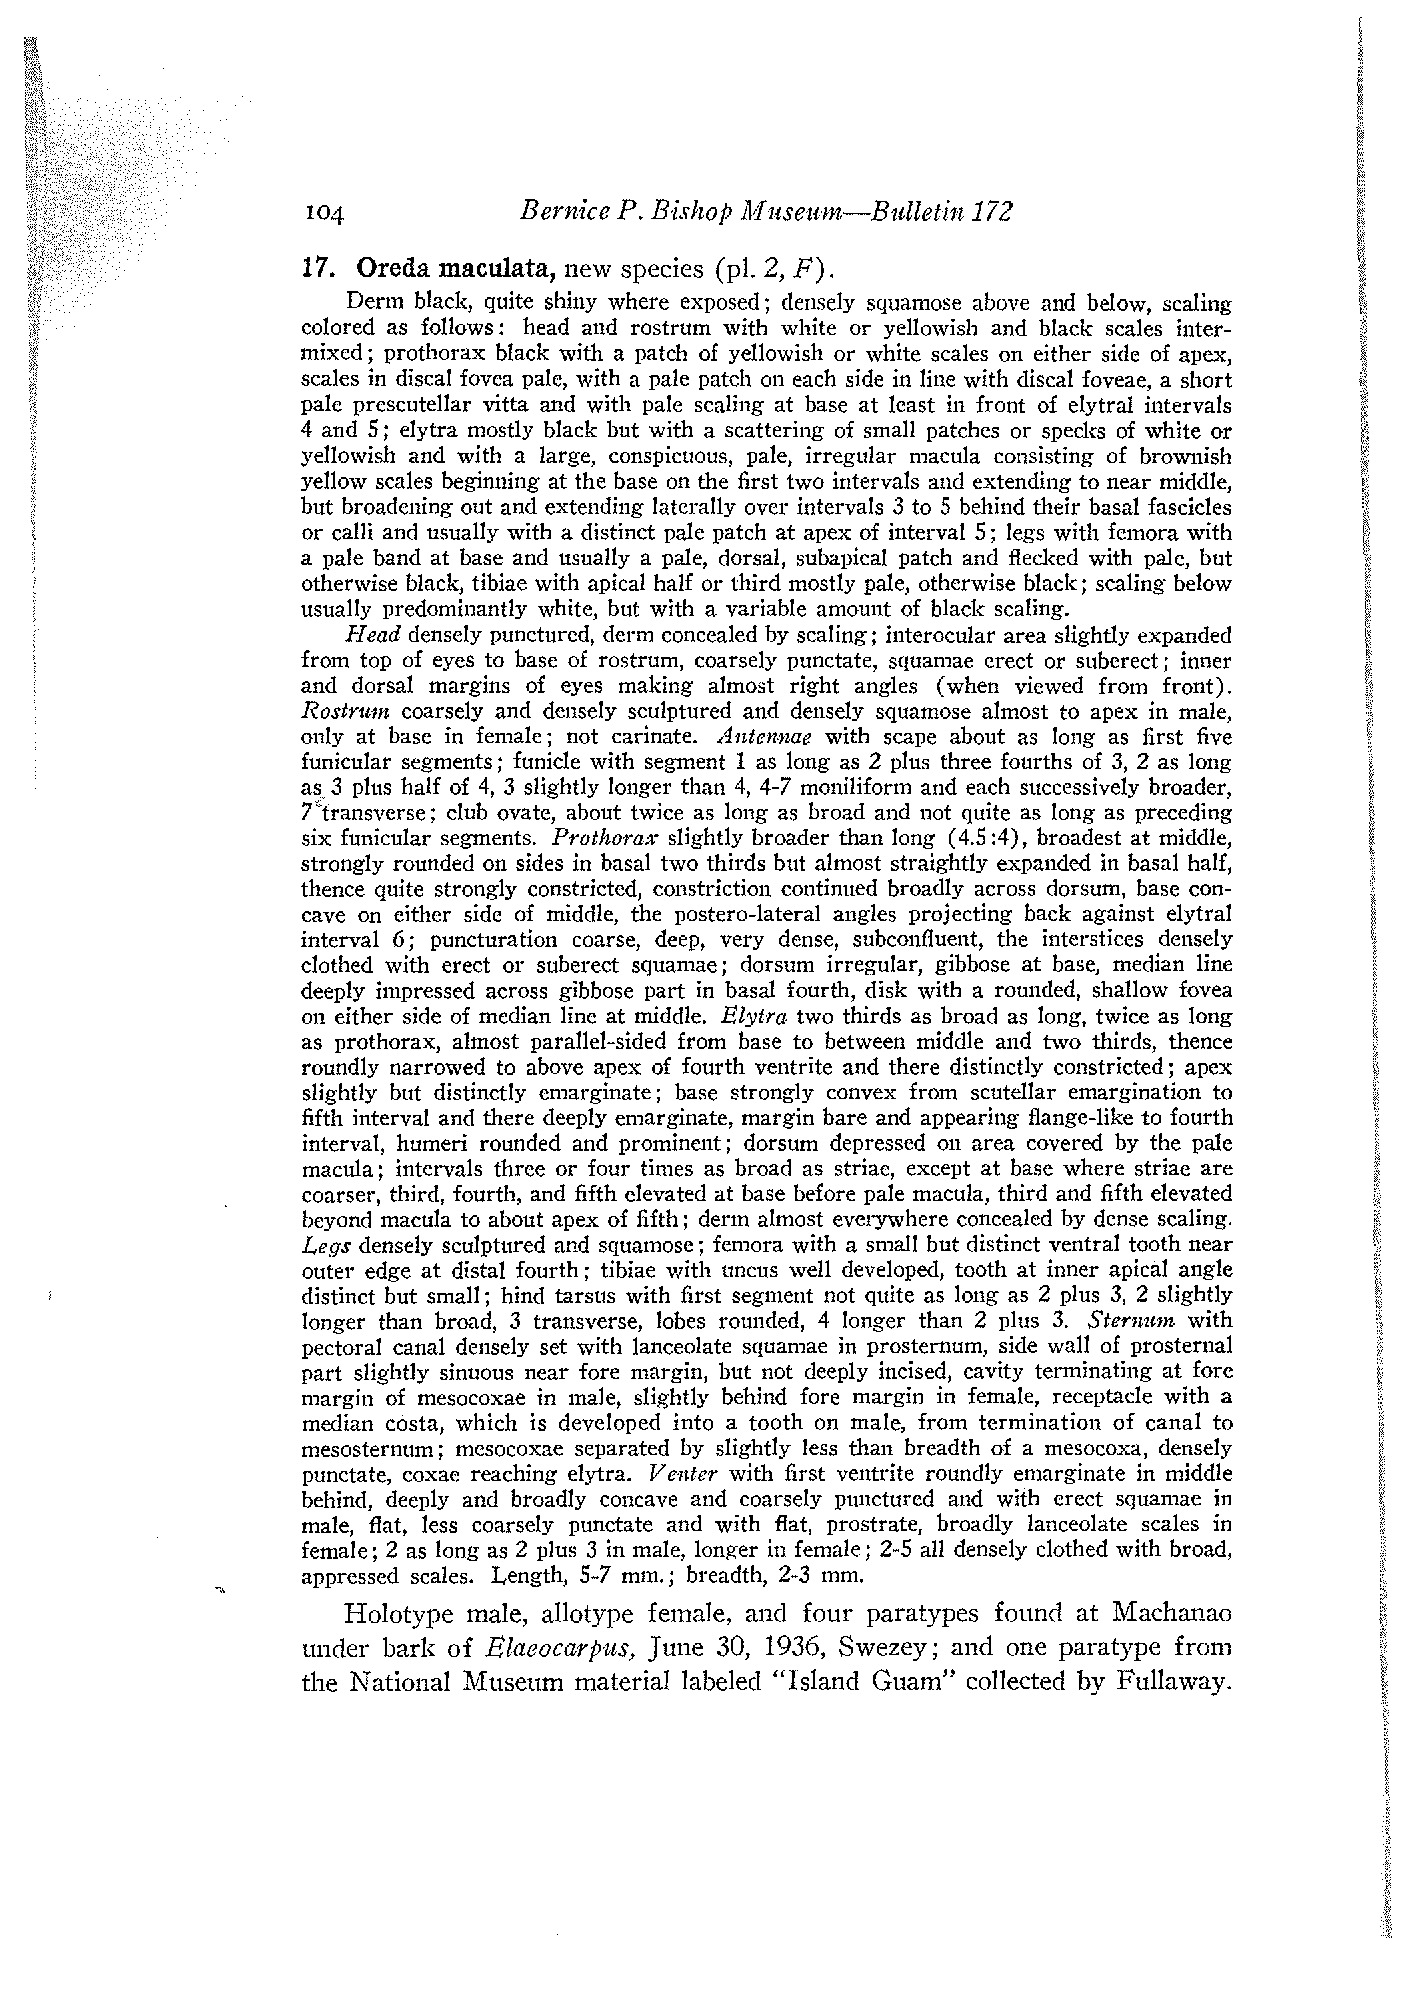 104 Bernice P. Bishop Museum—Bulletin 172
17. Oreda maculata, new species (pl. 2, F).
Derm black, quite shiny where exposed; densely squamose above and below, scaling
colored as follows: head and rostrum with white or yellowish and black scales inter-
mixed; prothorax black with a patch of yellowish or white scales on either side of apex,
scales in discal fovea pale, with a pale patch on each side in line with discal foveae, a short
pale prescutellar vitta and with pale scaling at base at least in front of elytral intervals
4 and 5; elytra mostly black but with a scattering of small patches or specks of white or
yellowish and with a large, conspicuous, pale, irregular macula consisting of brownish
yellow scales beginning at the base on the first two intervals and extending to near middle,
but broadening out and extending laterally over intervals 3 to 5 behind their basal fascicles
or calli and usually with a distinct pale patch at apex of interval 5; legs with femora with
a pale band at base and usually a pale, dorsal, subapical patch and flecked with pale, but
otherwise black, tibiae with apical half or third mostly pale, otherwise black; scaling below
usually predominantly white, but with a variable amount of black scaling.
Head densely punctured, derm concealed by scaling; interocular area slightly expanded
from top of eyes to base of rostrum, coarsely punctate, squamae erect or suberect; inner
and dorsal margins of eyes making almost right angles (when viewed from front).
Rostrum coarsely and densely sculptured and densely squamose almost to apex in male,
only at base in female; not carinate. Antennae with scape about as long as first five
funicular segments; funicle with segment 1 as long as 2 plus three fourths of 3, 2 as long
as 3 plus half of 4, 3 slightly longer than 4, 4-7 moniliform and each successively broader,
7 transverse; club ovate, about twice as long as broad and not quite as long as preceding
six funicular segments. Prothorax slightly broader than long (4.5:4), broadest at middle,
strongly rounded on sides in basal two thirds but almost straightly expanded in basal half,
thence quite strongly constricted, constriction continued broadly across dorsum, base con-
cave on either side of middle, the postero-lateral angles projecting back against elytral
interval 6; puncturation coarse, deep, very dense, subconfluent, the interstices densely
clothed with erect or suberect squamae; dorsum irregular, gibbose at base, median line
deeply impressed across gibbose part in basal fourth, disk with a rounded, shallow fovea
on either side of median line at middle. Elytra two thirds as broad as long, twice as long
as prothorax, almost parallel-sided from base to between middle and two thirds, thence
roundly narrowed to above apex of fourth ventrite and there distinctly constricted; apex
slightly but distinctly emarginate; base strongly convex from scutellar emargination to
fifth interval and there deeply emarginate, margin bare and appearing flange-like to fourth
interval, humeri rounded and prominent; dorsum depressed on area covered by the pale
macula; intervals three or four times as broad as striae, except at base where striae are
coarser, third, fourth, and fifth elevated at base before pale macula, third and fifth elevated
beyond macula to about apex of fifth; derm almost everywhere concealed by dense scaling.
Legs densely sculptured and squamose; femora with a small but distinct ventral tooth near
outer edge at distal fourth; tibiae with uncus well developed, tooth at inner apical angle
distinct but small; hind tarsus with first segment not quite as long as 2 plus 3, 2 slightly
longer than broad, 3 transverse, lobes rounded, 4 longer than 2 plus 3. Sternum with
pectoral canal densely set with lanceolate squamae in prosternum, side wall of prosternal
part slightly sinuous near fore margin, but not deeply incised, cavity terminating at fore
margin of mesocoxae in male, slightly behind fore margin in female, receptacle with a
median costa, which is developed into a tooth on male, from termination of canal to
mesosternum; mesocoxae separated by slightly less than breadth of a mesocoxa, densely
punctate, coxae reaching elytra. Venter with first ventrite roundly emarginate in middle
behind, deeply and broadly concave and coarsely punctured and with erect squamae in
male, flat, less coarsely punctate and with flat, prostrate, broadly lanceolate scales in
female; 2 as long as 2 plus 3 in male, longer in female; 2-5 all densely clothed with broad,
appressed scales. Length, 5-7 mm.; breadth, 2-3 mm.
Holotype male, allotype female, and four paratypes found at Machanao
under bark of Elaeocarpus, June 30, 1936, Swezey; and one paratype from
the National Museum material labeled "Island Guam" collected by Fullaway.